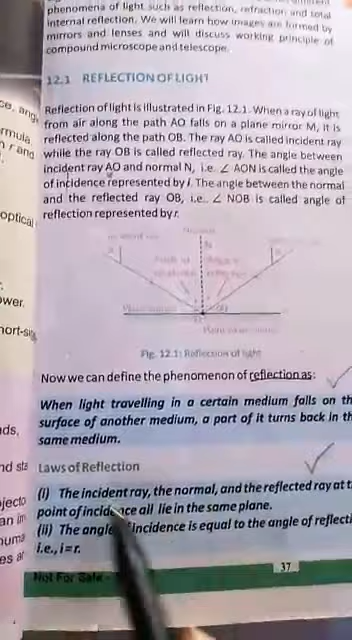 phenomena of light such as reflection, refraction and total
internal reflection. We will learn how images are formed by
mirrors and lenses and will discuss working principle of
compound microscope and telescope.
12.1 REFLECTION OF LIGHT
Reflection of light is illustrated in Fig. 12.1. When a ray of light
from air along the path AO falls on a plane mirror M, it is
reflected along the path OB. The ray AO is called incident ray
while the ray OB is called reflected ray. The angle between
incident ray AO and normal N, i.e. ∠ AON is called the angle
of incidence represented by i. The angle between the normal
and the reflected ray OB, i.e., ∠ NOB is called angle of
reflection represented by r.
N
Fig. 12.1: Reflection of light
Now we can define the phenomenon of reflection as:
When light travelling in a certain medium falls on th
surface of another medium, a part of it turns back in th
same medium.
Laws of Reflection
(i) The incident ray, the normal, and the reflected ray at t
point of incidence all lie in the same plane.
(ii) The angle incidence is equal to the angle of reflecti
i.e., i=r.
37
Not For Sale
optical
ower.
nds,
nd sta
es ar